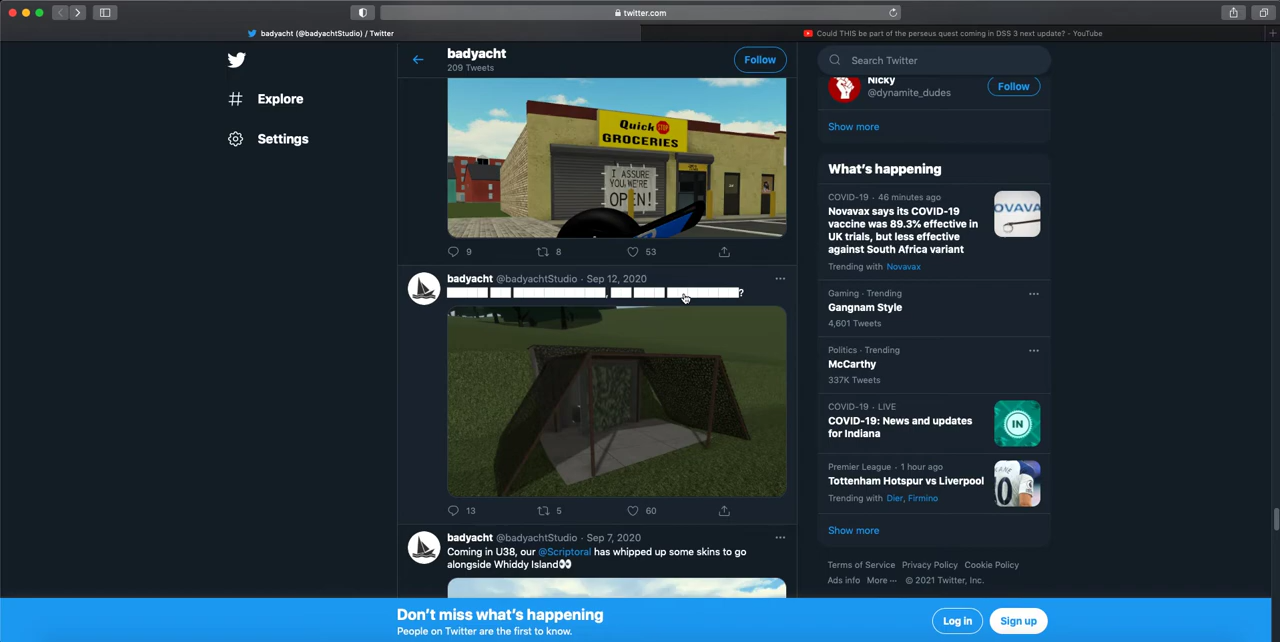 twitter.com
badyacht (@badyachtStudio) / Twitter
Could THIS be part of the perseus quest coming in DSS 3 next update? - YouTube
Explore
Settings
badyacht
209 Tweets
Follow
Quick STOP
GROCERIES
I ASSURE
YOU, WE'RE
OPEN!
9
8
53
badyacht @badyachtStudio · Sep 12, 2020
██████ ███ █████████████, ███ ████ ██████████?
13
5
60
badyacht @badyachtStudio · Sep 7, 2020
Coming in U38, our @Scriptoral has whipped up some skins to go
alongside Whiddy Island👀
Search Twitter
Nicky
@dynamite_dudes
Follow
Show more
What's happening
COVID-19 · 46 minutes ago
Novavax says its COVID-19
vaccine was 89.3% effective in
UK trials, but less effective
against South Africa variant
Trending with Novavax
OVAVA
Gaming · Trending
Gangnam Style
4,601 Tweets
Politics · Trending
McCarthy
337K Tweets
COVID-19 · LIVE
COVID-19: News and updates
for Indiana
IN
Premier League · 1 hour ago
Tottenham Hotspur vs Liverpool
Trending with Dier, Firmino
Show more
Terms of Service Privacy Policy Cookie Policy
Ad info More ··· © 2021 Twitter, Inc.
Don't miss what's happening
People on Twitter are the first to know.
Log in
Sign up